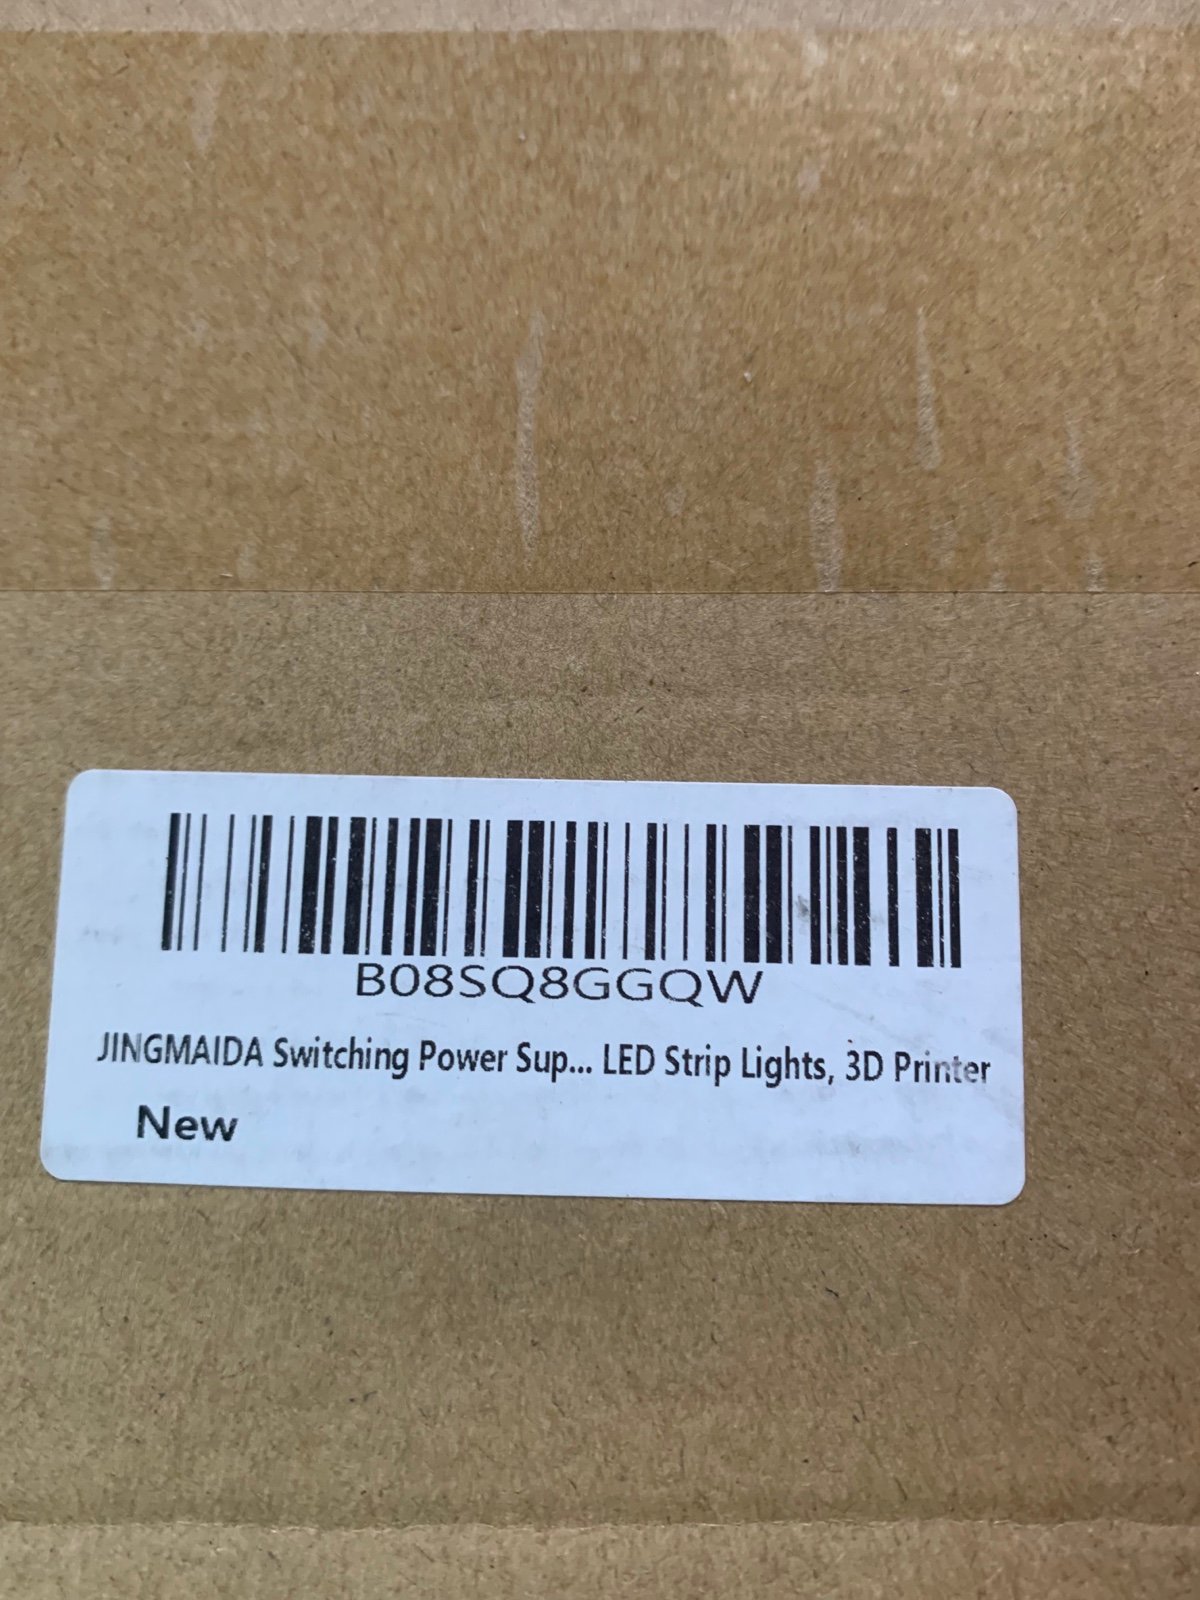 B08SQ8GGQW
JINGMAIDA Switching Power Sup... LED Strip Lights, 3D Printer
New